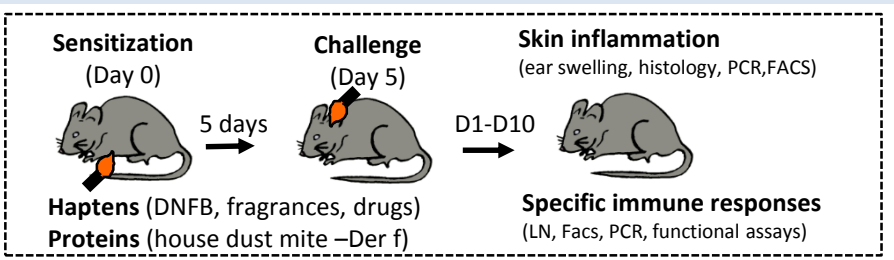 Sensitization
(Day 0)
5 days
Haptens (DNFB, fragrances, drugs)
Proteins (house dust mite –Der f)
Challenge
(Day 5)
D1-D10
Skin inflammation
(ear swelling, histology, PCR,FACS)
Specific immune responses
(LN, Facs, PCR, functional assays)